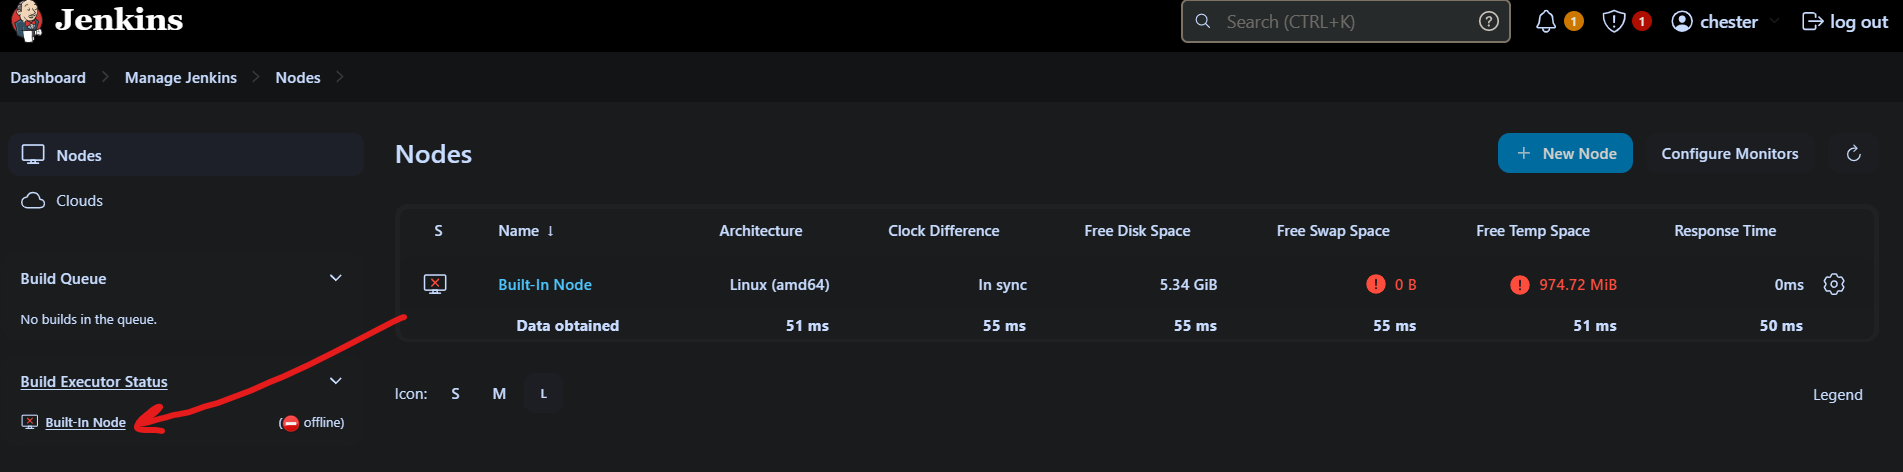 Jenkins
Search (CTRL+K) ?
1 1 chester log out
Dashboard Manage Jenkins Nodes
Nodes
Clouds
Build Queue
No builds in the queue.
Build Executor Status
Built-In Node (offline)
Nodes
+ New Node Configure Monitors
S Name ↓ Architecture Clock Difference Free Disk Space Free Swap Space Free Temp Space Response Time
Built-In Node Linux (amd64) In sync 5.34 GiB ! 0 B ! 974.72 MiB 0ms
Data obtained 51 ms 55 ms 55 ms 55 ms 51 ms 50 ms
Icon: S M L
Legend